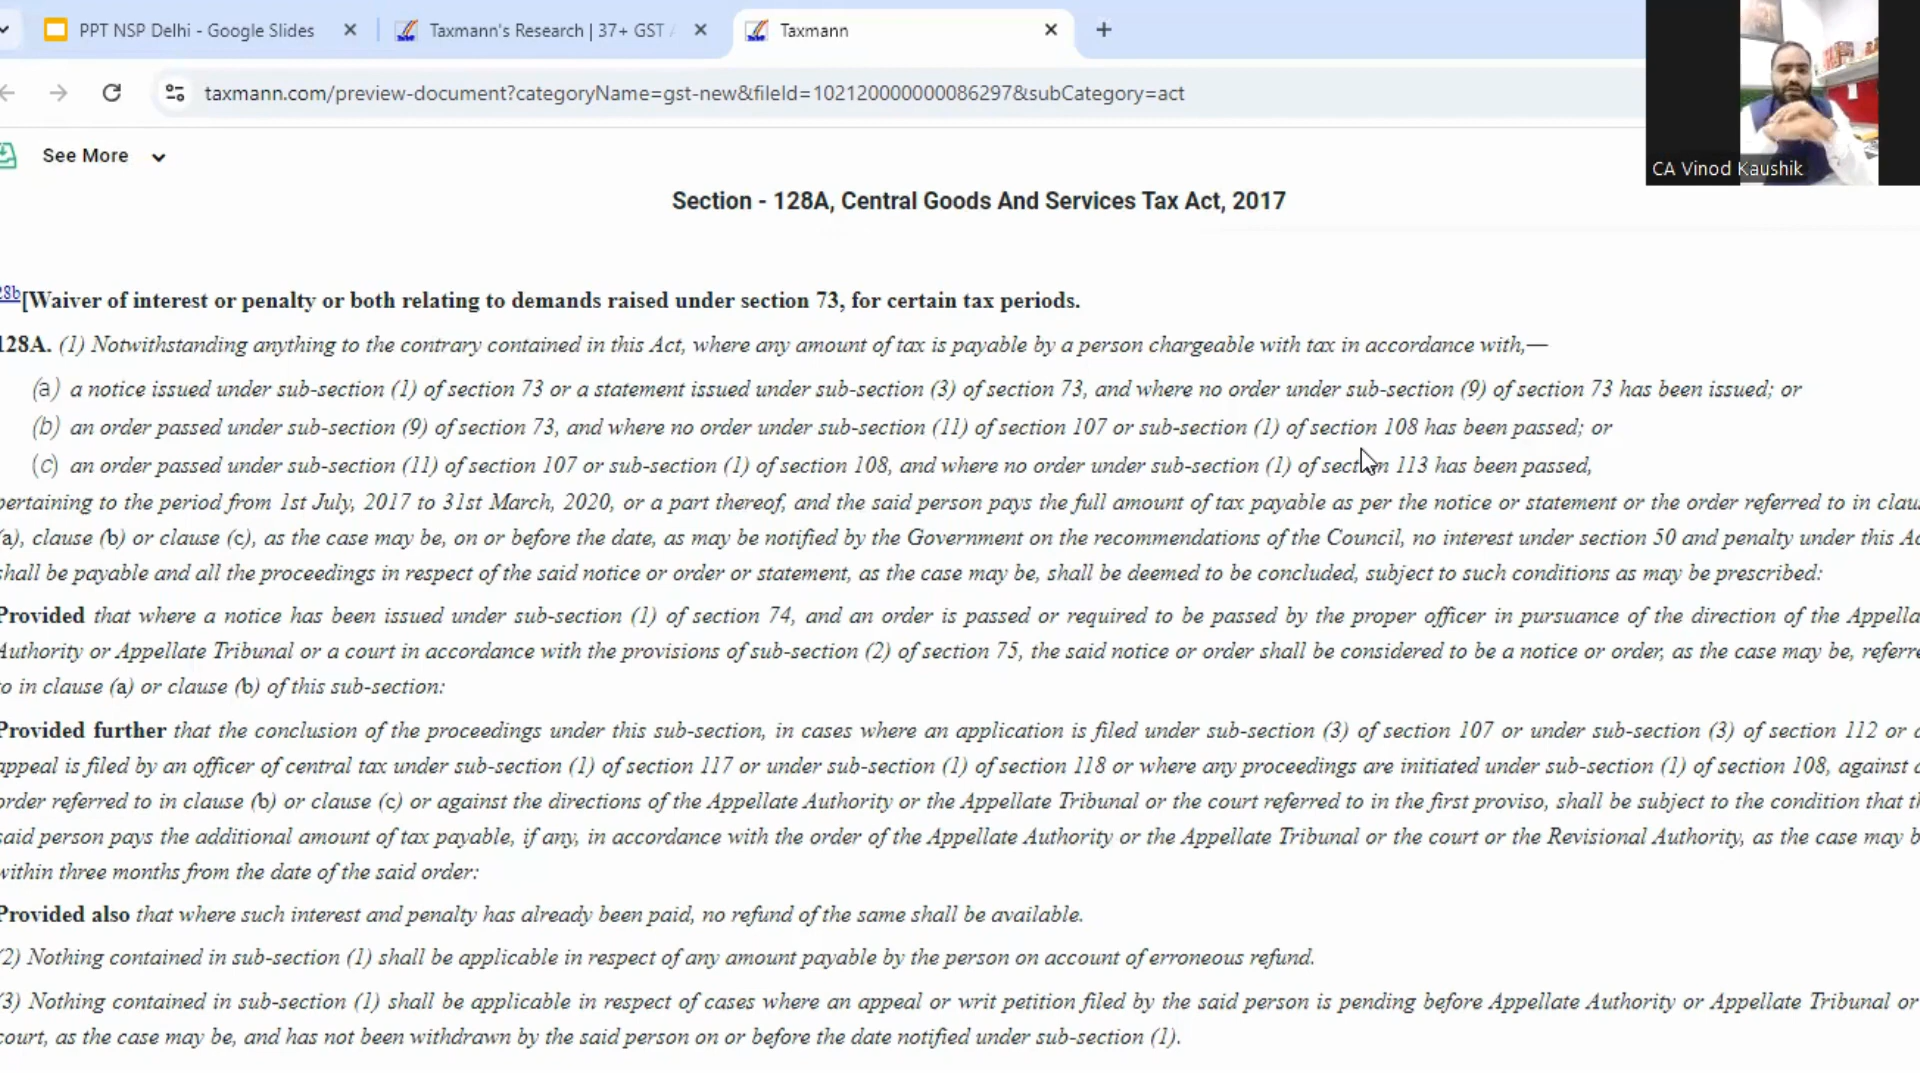 PPT NSP Delhi - Google Slides
Taxmann's Research | 37+ GST
Taxmann
taxmann.com/preview-document?categoryName=gst-new&fileId=102120000000086297&subCategory=act
CA Vinod Kaushik
See More
Section - 128A, Central Goods And Services Tax Act, 2017
28b[Waiver of interest or penalty or both relating to demands raised under section 73, for certain tax periods.
128A. (1) Notwithstanding anything to the contrary contained in this Act, where any amount of tax is payable by a person chargeable with tax in accordance with,—
(a) a notice issued under sub-section (1) of section 73 or a statement issued under sub-section (3) of section 73, and where no order under sub-section (9) of section 73 has been issued; or
(b) an order passed under sub-section (9) of section 73, and where no order under sub-section (11) of section 107 or sub-section (1) of section 108 has been passed; or
(c) an order passed under sub-section (11) of section 107 or sub-section (1) of section 108, and where no order under sub-section (1) of section 113 has been passed,
pertaining to the period from 1st July, 2017 to 31st March, 2020, or a part thereof, and the said person pays the full amount of tax payable as per the notice or statement or the order referred to in clau
(a), clause (b) or clause (c), as the case may be, on or before the date, as may be notified by the Government on the recommendations of the Council, no interest under section 50 and penalty under this Ac
shall be payable and all the proceedings in respect of the said notice or order or statement, as the case may be, shall be deemed to be concluded, subject to such conditions as may be prescribed:
Provided that where a notice has been issued under sub-section (1) of section 74, and an order is passed or required to be passed by the proper officer in pursuance of the direction of the Appella
Authority or Appellate Tribunal or a court in accordance with the provisions of sub-section (2) of section 75, the said notice or order shall be considered to be a notice or order, as the case may be, referre
to in clause (a) or clause (b) of this sub-section:
Provided further that the conclusion of the proceedings under this sub-section, in cases where an application is filed under sub-section (3) of section 107 or under sub-section (3) of section 112 or a
appeal is filed by an officer of central tax under sub-section (1) of section 117 or under sub-section (1) of section 118 or where any proceedings are initiated under sub-section (1) of section 108, against a
order referred to in clause (b) or clause (c) or against the directions of the Appellate Authority or the Appellate Tribunal or the court referred to in the first proviso, shall be subject to the condition that th
said person pays the additional amount of tax payable, if any, in accordance with the order of the Appellate Authority or the Appellate Tribunal or the court or the Revisional Authority, as the case may b
within three months from the date of the said order:
Provided also that where such interest and penalty has already been paid, no refund of the same shall be available.
(2) Nothing contained in sub-section (1) shall be applicable in respect of any amount payable by the person on account of erroneous refund.
(3) Nothing contained in sub-section (1) shall be applicable in respect of cases where an appeal or writ petition filed by the said person is pending before Appellate Authority or Appellate Tribunal or
court, as the case may be, and has not been withdrawn by the said person on or before the date notified under sub-section (1).